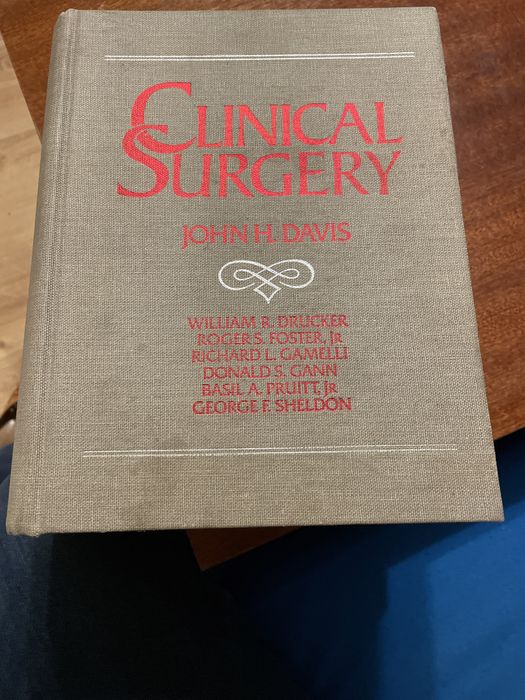 CLINICAL
SURGERY
JOHN H. DAVIS
WILLIAM R. DRUCKER
ROGER S. FOSTER, JR
RICHARD L. GAMELLI
DONALD S. GANN
BASIL A. PRUITT, JR
GEORGE F. SHELDON